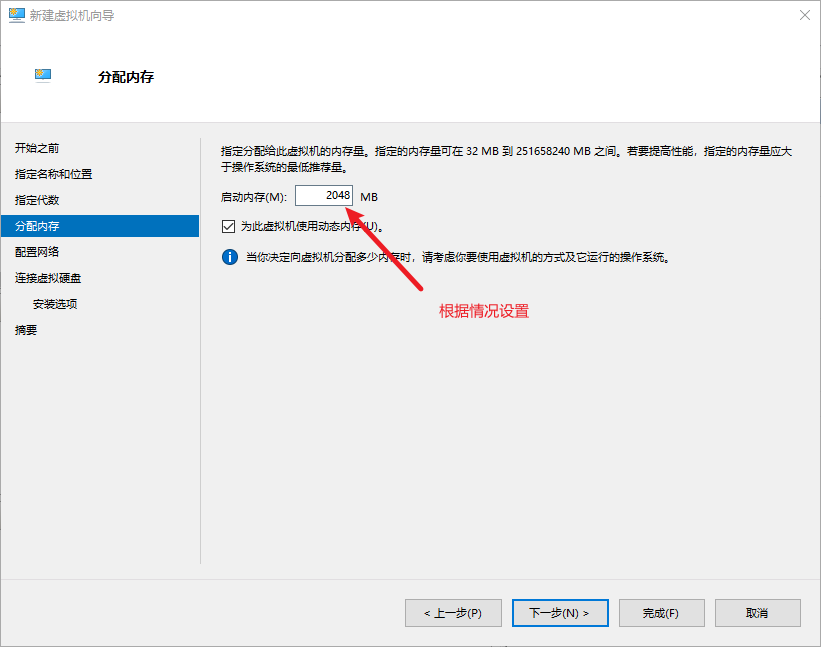 新建虚拟机向导
分配内存
开始之前
指定名称和位置
指定代数
分配内存
配置网络
连接虚拟硬盘
安装选项
摘要
指定分配给此虚拟机的内存量。指定的内存量可在 32 MB 到 251658240 MB 之间。若要提高性能，指定的内存量应大
于操作系统的最低推荐量。
启动内存(M): 2048 MB
为此虚拟机使用动态内存(U)。
当你决定向虚拟机分配多少内存时，请考虑你要使用虚拟机的方式及它运行的操作系统。
根据情况设置
< 上一步(P) 下一步(N) > 完成(F) 取消